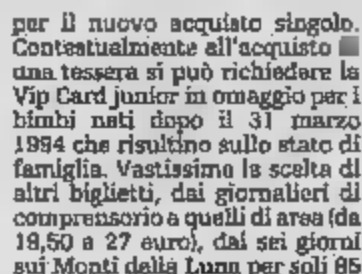 per il nuovo acquisto singolo.
Contestualmente all'acquisto
una tessera si può richiedere la
Vip Card junior in omaggio per i
bimbi nati dopo il 31 marzo
1994 che risultino sullo stato di
famiglia. Vastissimo la scelta di
altri biglietti, dai giornalieri di
comprensorio a quelli di area (da
19,50 a 27 euro), dai sei giorni
sui Monti della Luna per soli 85